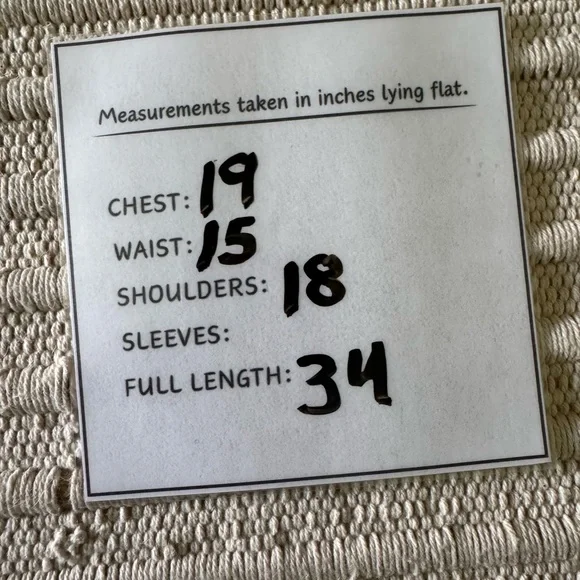 Measurements taken in inches lying flat.
CHEST: 19
WAIST: 15
SHOULDERS: 18
SLEEVES:
FULL LENGTH: 34